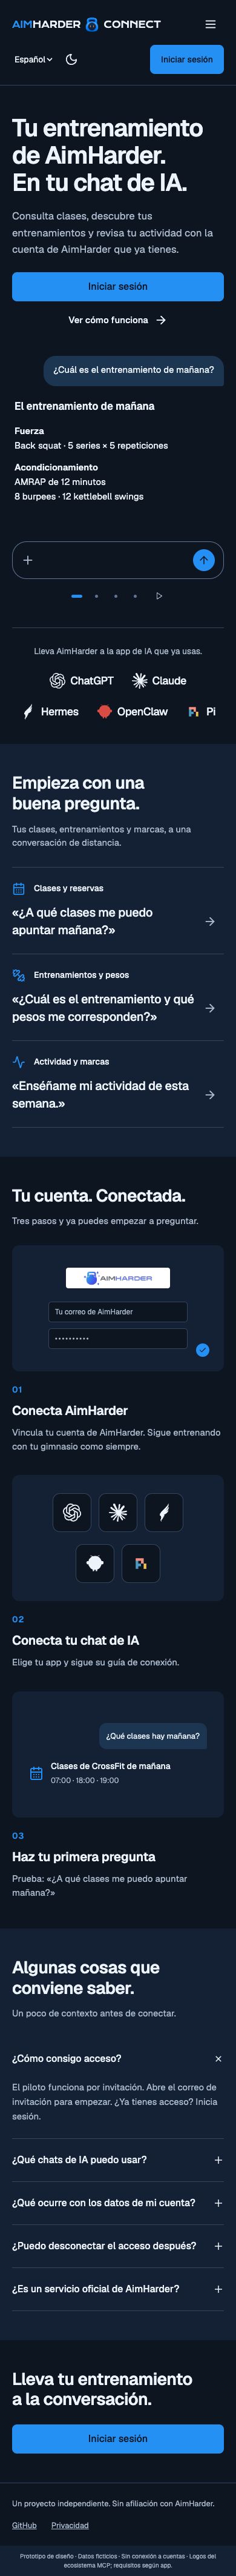 AIMHARDER CONNECT
Español
Iniciar sesión
Tu entrenamiento
de AimHarder.
En tu chat de IA.
Consulta clases, descubre tus
entrenamientos y revisa tu actividad con la
cuenta de AimHarder que ya tienes.
Iniciar sesión
Ver cómo funciona
¿Cuál es el entrenamiento de mañana?
El entrenamiento de mañana
Fuerza
Back squat · 5 series × 5 repeticiones
Acondicionamiento
AMRAP de 12 minutos
8 burpees · 12 kettlebell swings
Lleva AimHarder a la app de IA que ya usas.
ChatGPT
Claude
Hermes
OpenClaw
Pi
Empieza con una
buena pregunta.
Tus clases, entrenamientos y marcas, a una
conversación de distancia.
Clases y reservas
«¿A qué clases me puedo
apuntar mañana?»
Entrenamientos y pesos
«¿Cuál es el entrenamiento y qué
pesos me corresponden?»
Actividad y marcas
«Enséñame mi actividad de esta
semana.»
Tu cuenta. Conectada.
Tres pasos y ya puedes empezar a preguntar.
AIMHARDER
Tu correo de AimHarder
01
Conecta AimHarder
Vincula tu cuenta de AimHarder. Sigue entrenando
con tu gimnasio como siempre.
02
Conecta tu chat de IA
Elige tu app y sigue su guía de conexión.
¿Qué clases hay mañana?
Clases de CrossFit de mañana
07:00 · 18:00 · 19:00
03
Haz tu primera pregunta
Prueba: «¿A qué clases me puedo apuntar
mañana?»
Algunas cosas que
conviene saber.
Un poco de contexto antes de conectar.
¿Cómo consigo acceso?
El piloto funciona por invitación. Abre el correo de
invitación para empezar. ¿Ya tienes acceso? Inicia
sesión.
¿Qué chats de IA puedo usar?
¿Qué ocurre con los datos de mi cuenta?
¿Puedo desconectar el acceso después?
¿Es un servicio oficial de AimHarder?
Lleva tu entrenamiento
a la conversación.
Iniciar sesión
Un proyecto independiente. Sin afiliación con AimHarder.
GitHub
Privacidad
Prototipo de diseño · Datos ficticios · Sin conexión a cuentas · Logos del
ecosistema MCP; requisitos según app.